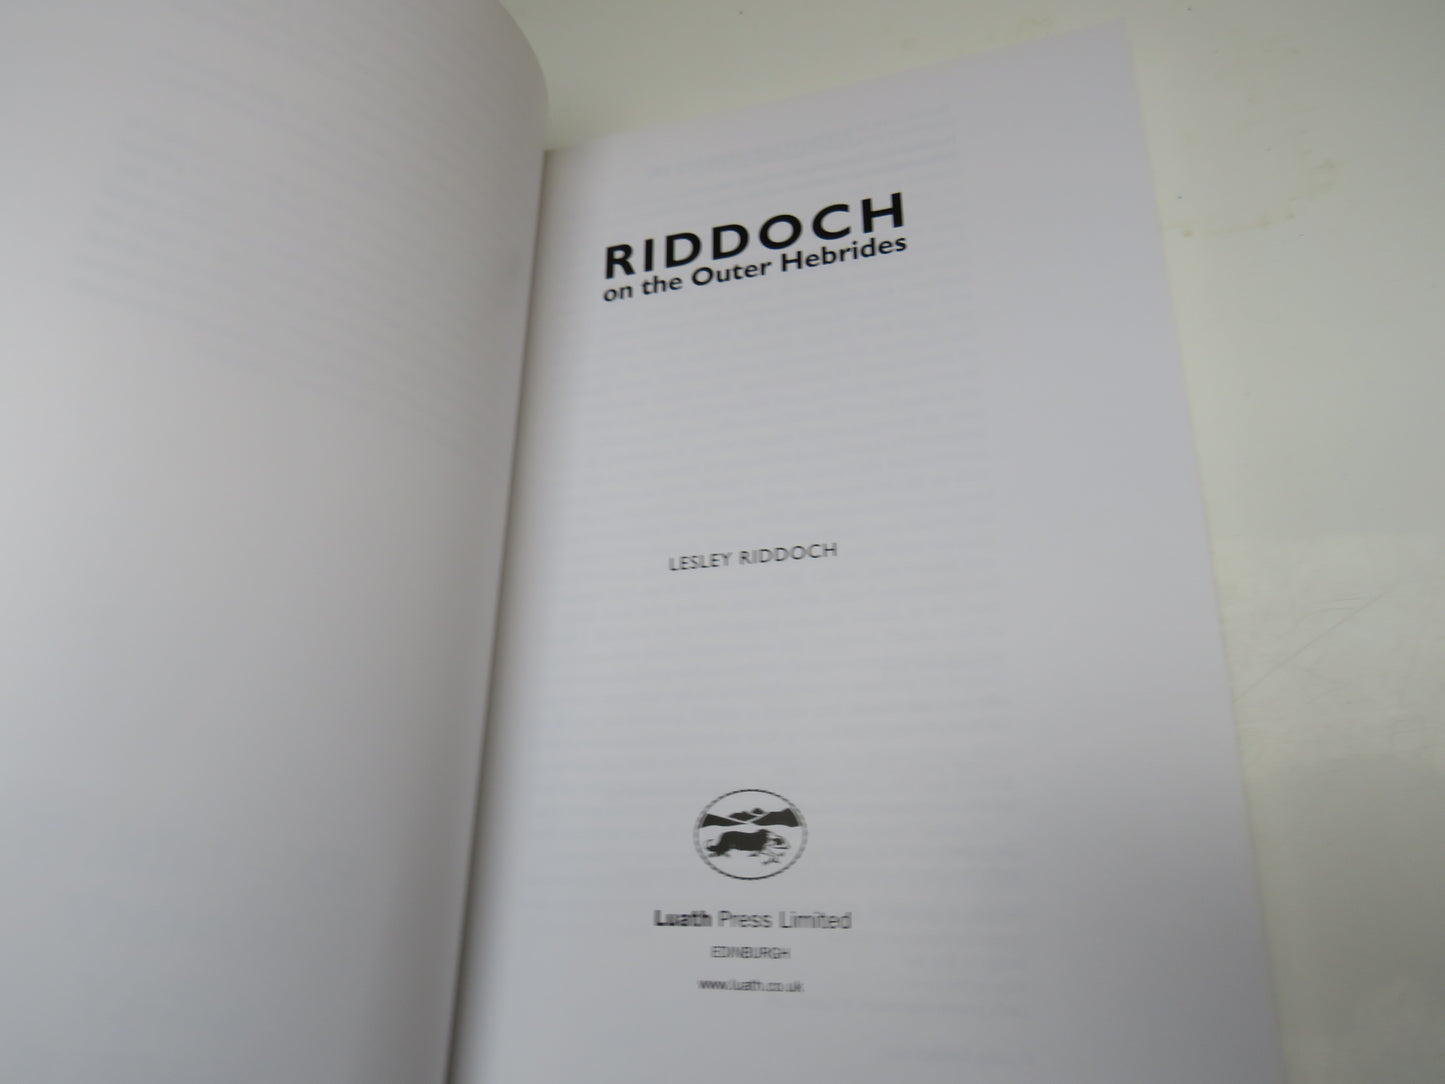 RIDDOCH
on the Outer Hebrides
LESLEY RIDDOCH
Luath Press Limited
EDINBURGH
www.luath.co.uk